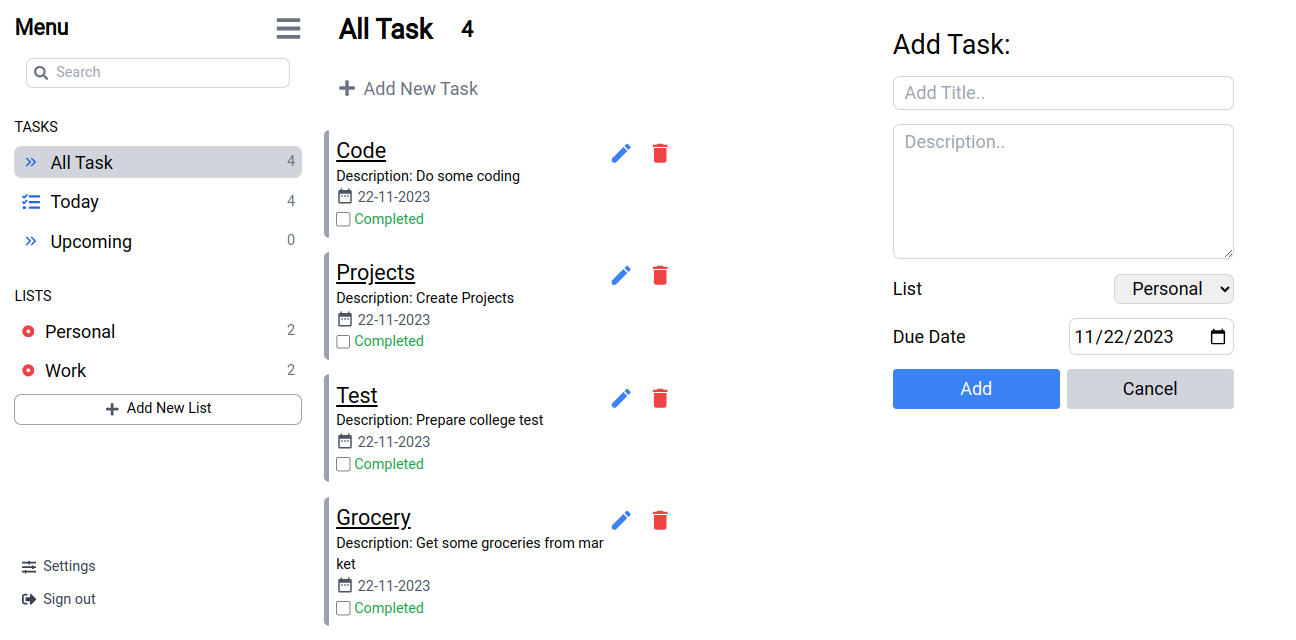 Menu
Search
TASKS
All Task 4
Today 4
Upcoming 0
LISTS
Personal 2
Work 2
Add New List
Settings
Sign out
All Task 4
Add New Task
Code
Description: Do some coding
22-11-2023
Completed
Projects
Description: Create Projects
22-11-2023
Completed
Test
Description: Prepare college test
22-11-2023
Completed
Grocery
Description: Get some groceries from mar
ket
22-11-2023
Completed
Add Task:
Add Title..
Description..
List Personal
Due Date 11/22/2023
Add Cancel